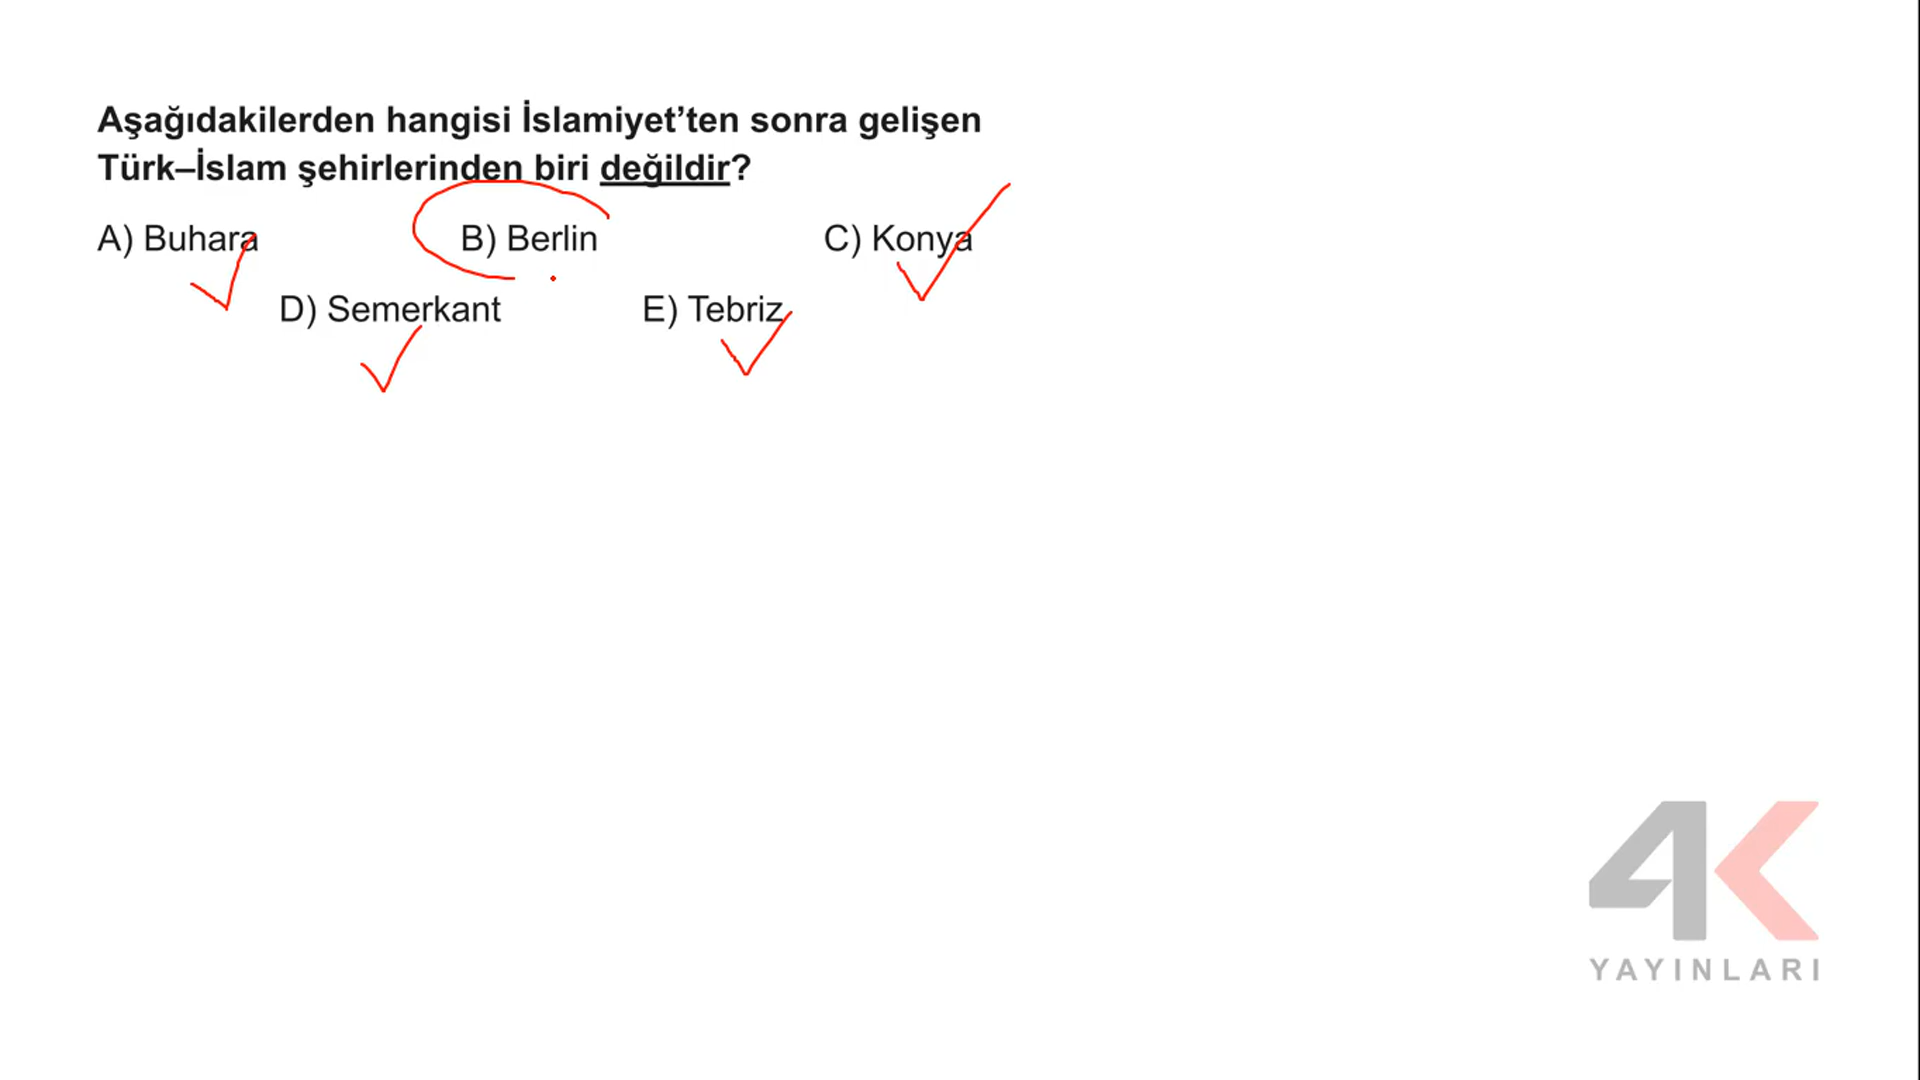 Aşağıdakilerden hangisi İslamiyet’ten sonra gelişen
Türk–İslam şehirlerinden biri değildir?
A) Buhara B) Berlin C) Konya
D) Semerkant E) Tebriz
4K
YAYINLARI